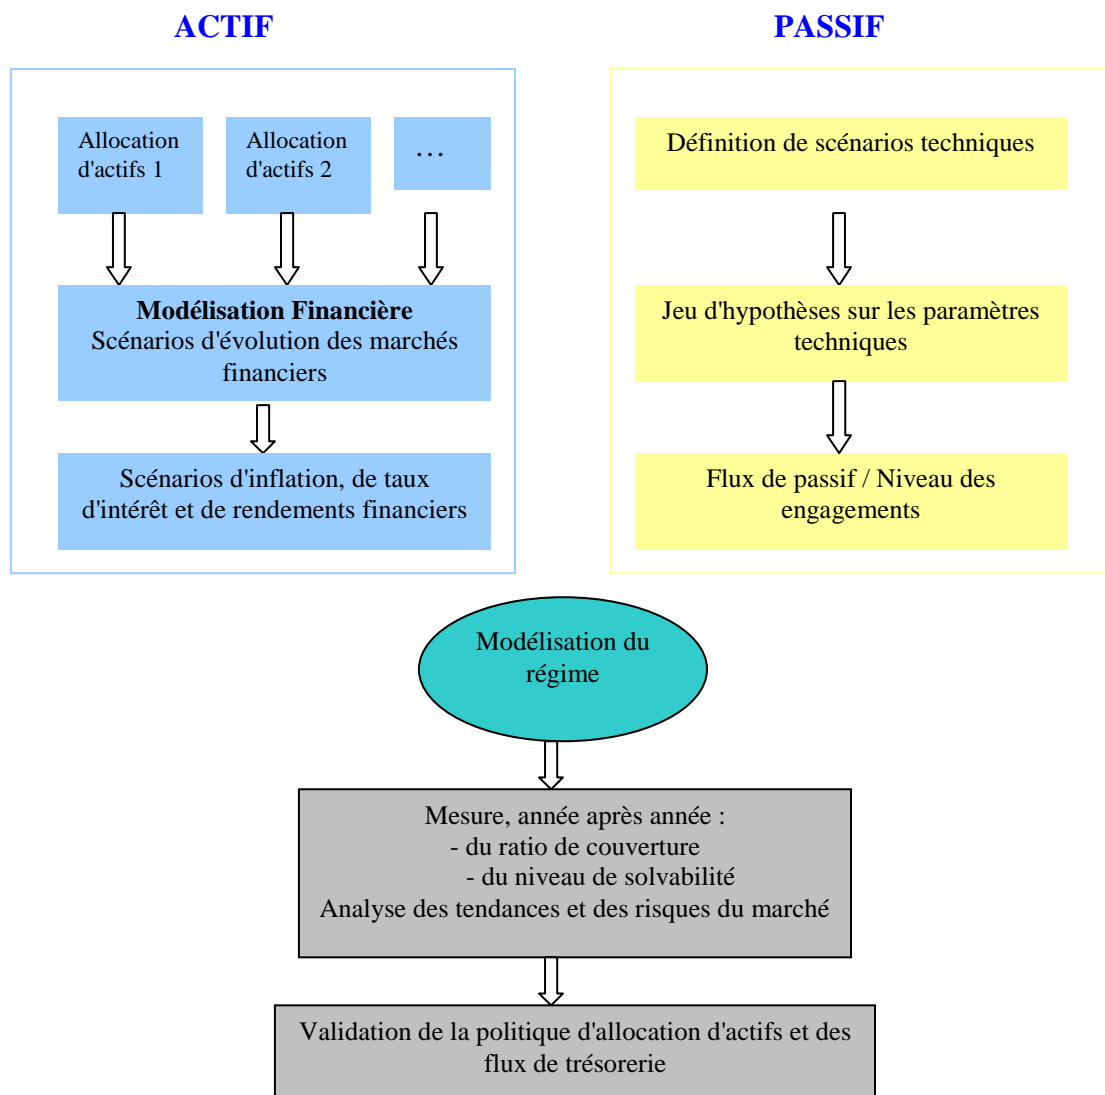 ACTIF
PASSIF
Allocation
d'actifs 1
Allocation
d'actifs 2
…
Modélisation Financière
Scénarios d'évolution des marchés
financiers
Scénarios d'inflation, de taux
d'intérêt et de rendements financiers
Définition de scénarios techniques
Jeu d'hypothèses sur les paramètres
techniques
Flux de passif / Niveau des
engagements
Modélisation du
régime
Mesure, année après année :
- du ratio de couverture
- du niveau de solvabilité
Analyse des tendances et des risques du marché
Validation de la politique d'allocation d'actifs et des
flux de trésorerie